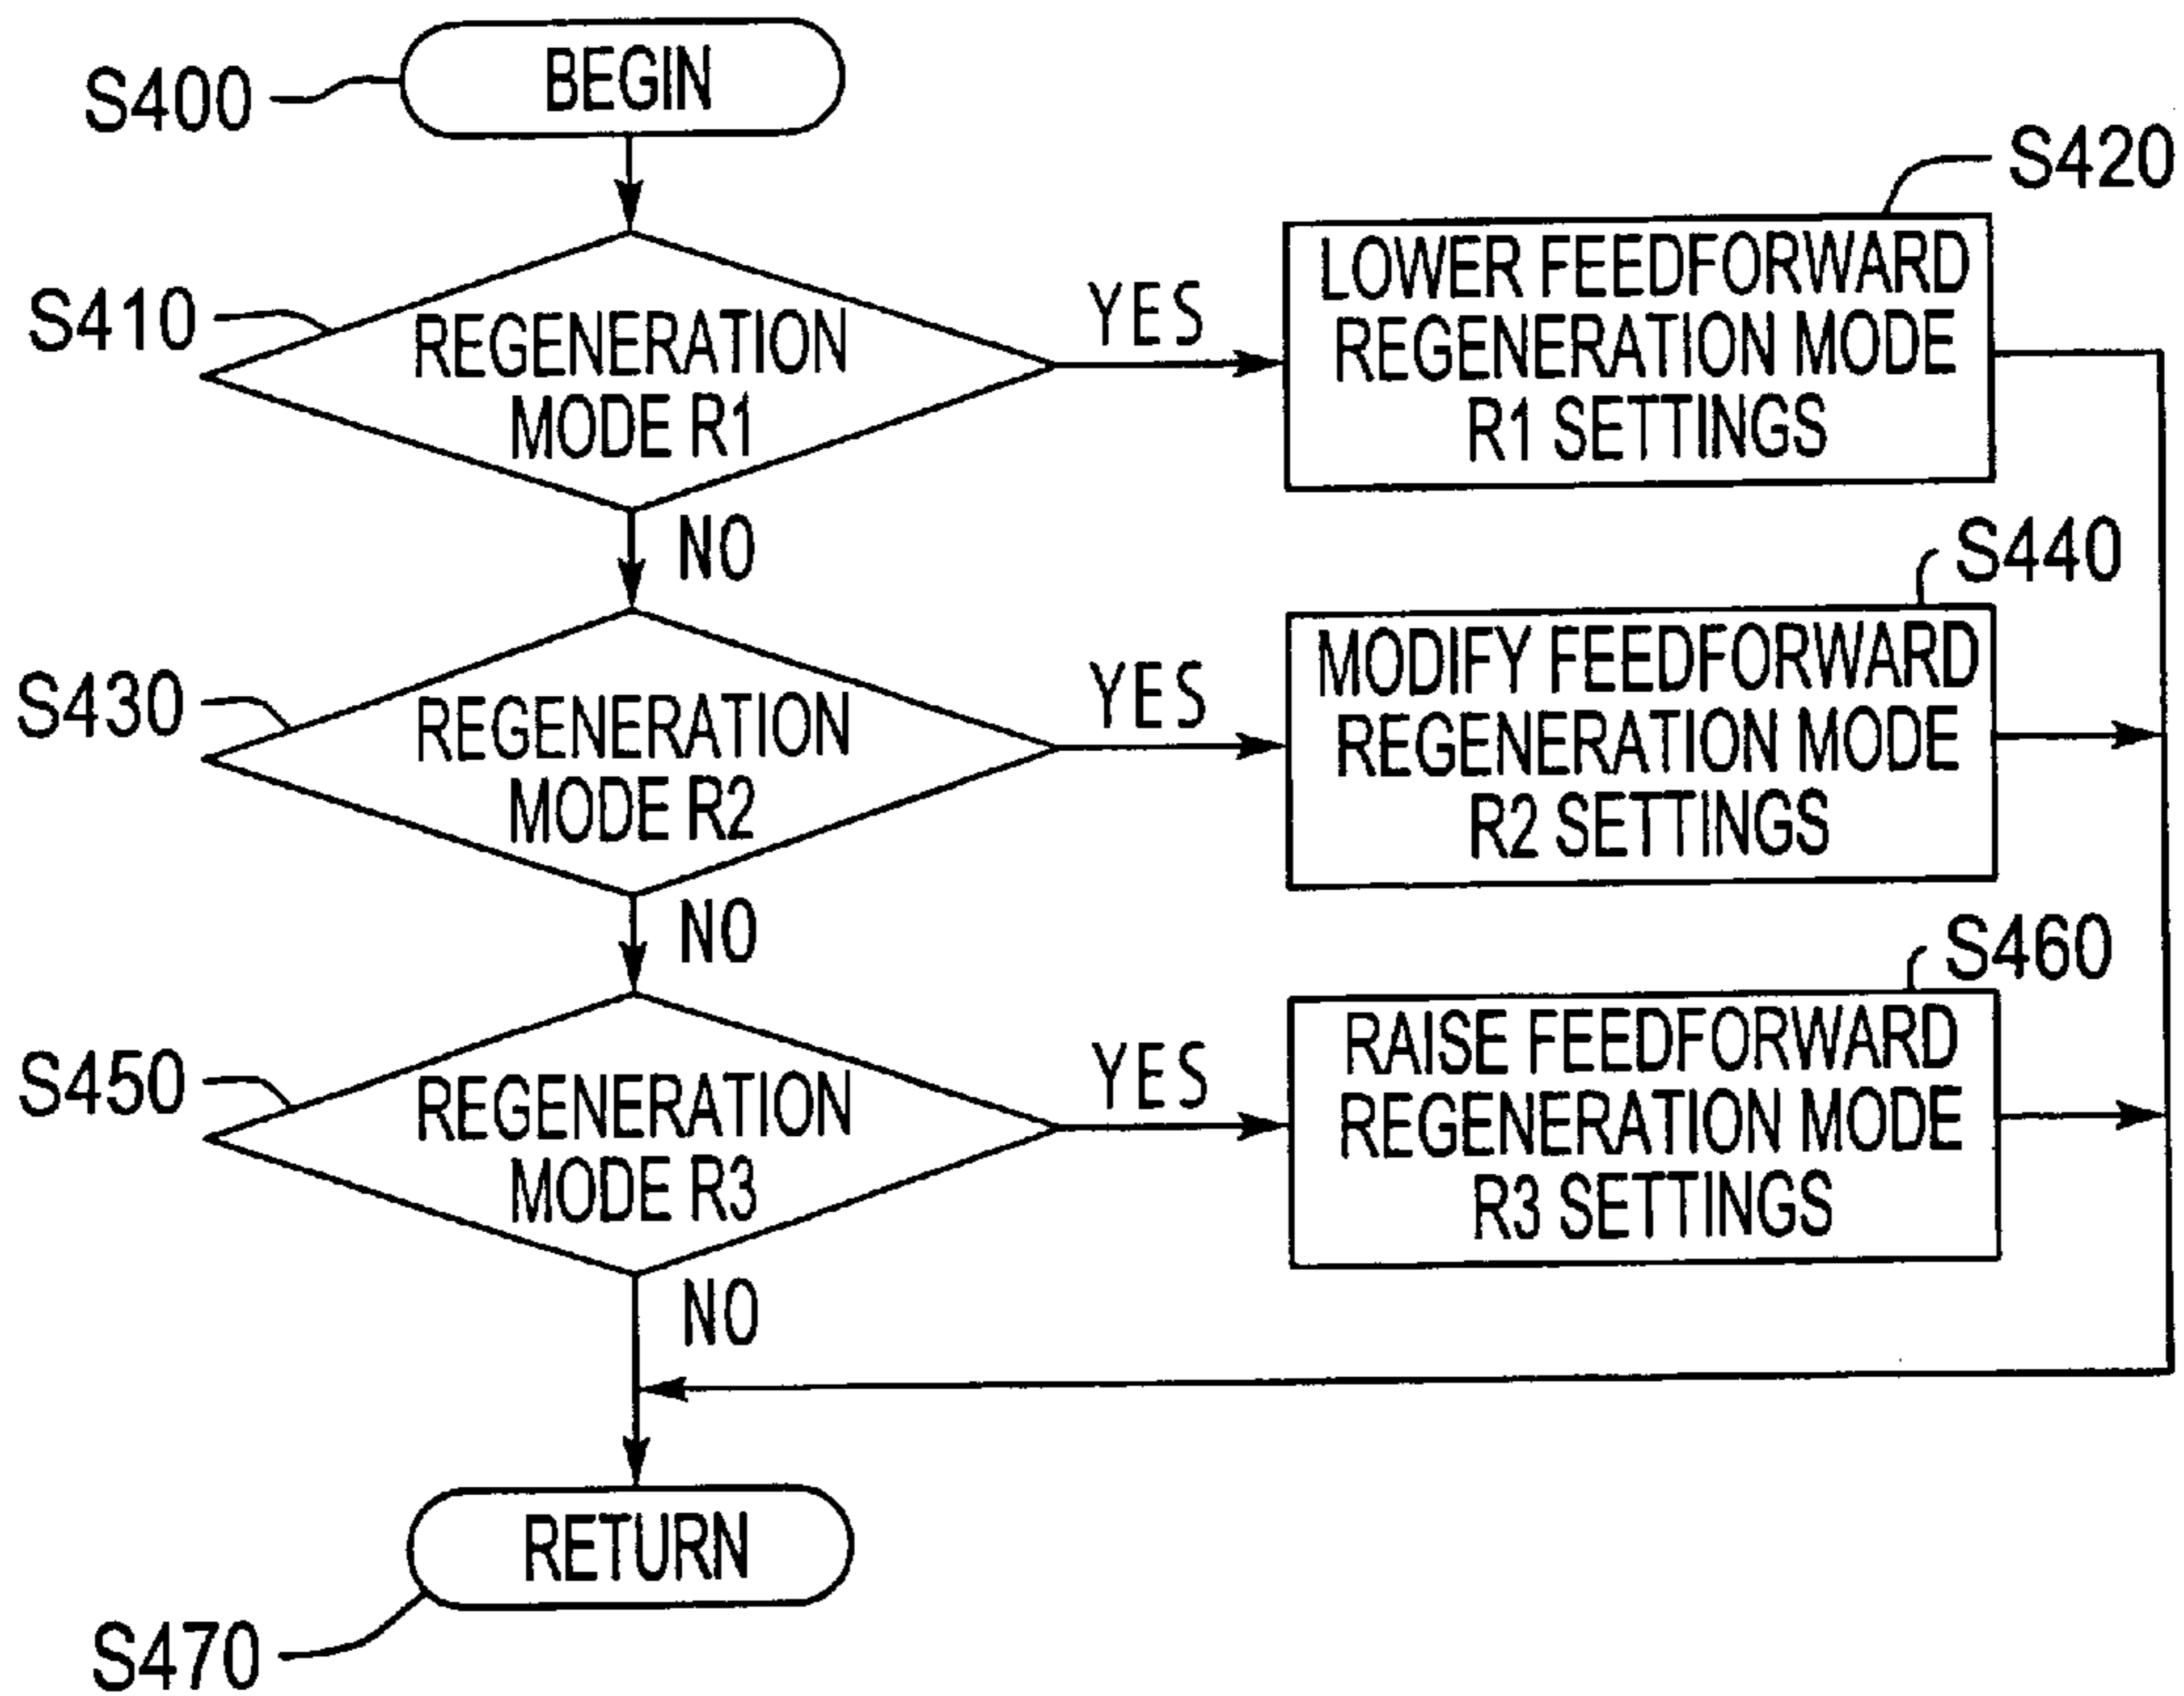 S400
BEGIN
S410
REGENERATION
MODE R1
YES
S420
LOWER FEEDFORWARD
REGENERATION MODE
R1 SETTINGS
NO
S430
REGENERATION
MODE R2
YES
S440
MODIFY FEEDFORWARD
REGENERATION MODE
R2 SETTINGS
NO
S450
REGENERATION
MODE R3
YES
S460
RAISE FEEDFORWARD
REGENERATION MODE
R3 SETTINGS
NO
RETURN
S470